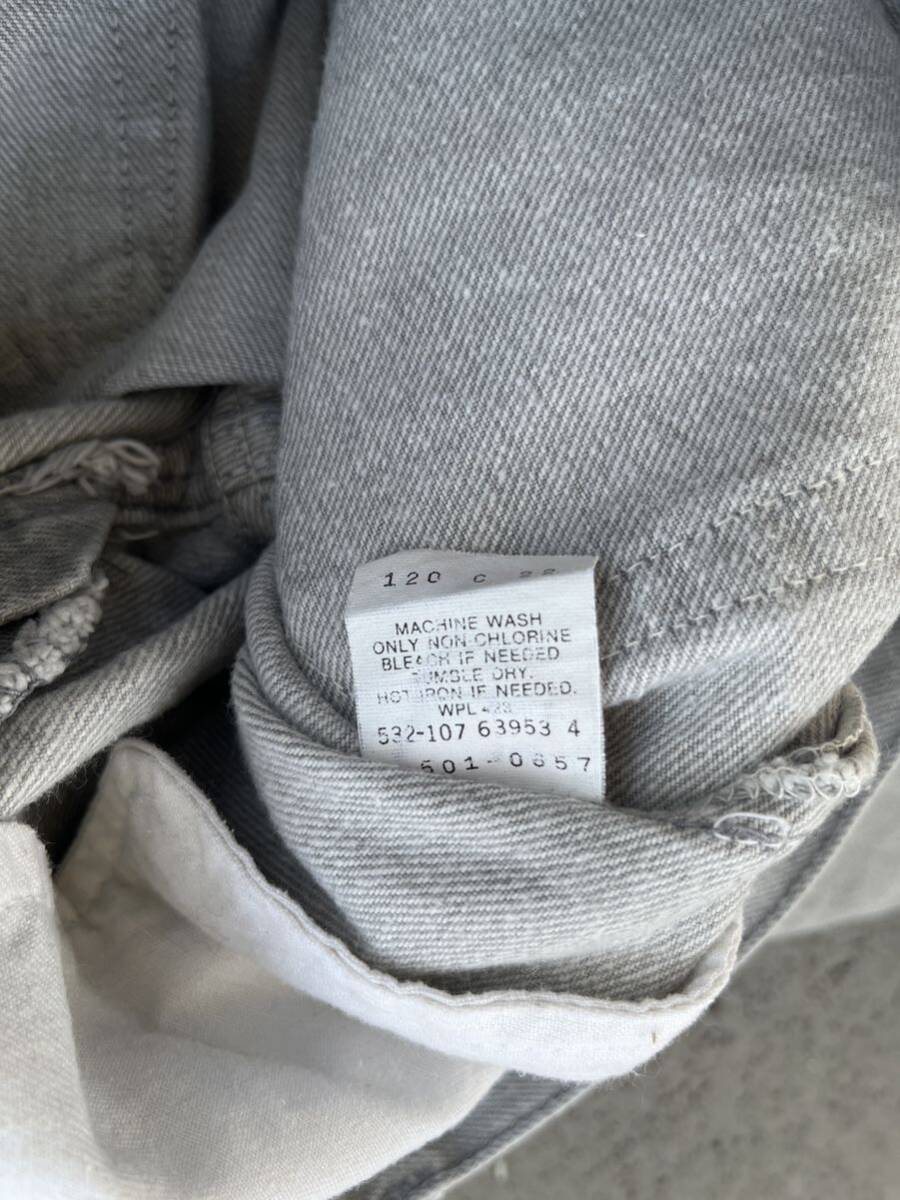 120 c 22
MACHINE WASH
ONLY NON-CHLORINE
BLEACH IF NEEDED
TUMBLE DRY.
HOT IRON IF NEEDED.
WPL 423
532-107 63953 4
501-0657